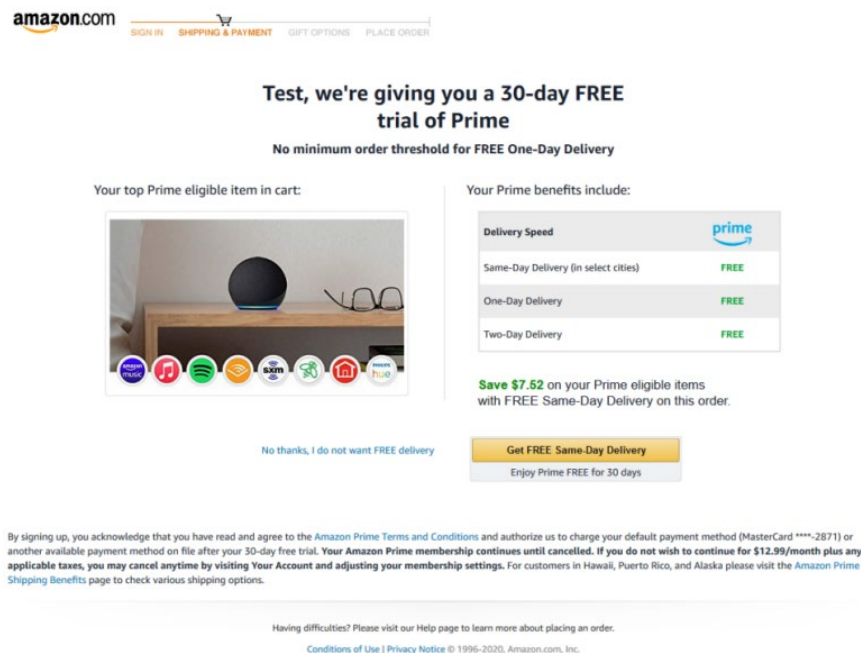 amazon.com
SIGN IN SHIPPING & PAYMENT GIFT OPTIONS PLACE ORDER
Test, we're giving you a 30-day FREE
trial of Prime
No minimum order threshold for FREE One-Day Delivery
Your top Prime eligible item in cart:
amazon
music
sxm
PHILIPS
hue
Your Prime benefits include:
Delivery Speed prime
Same-Day Delivery (in select cities) FREE
One-Day Delivery FREE
Two-Day Delivery FREE
Save $7.52 on your Prime eligible items
with FREE Same-Day Delivery on this order.
No thanks, I do not want FREE delivery
Get FREE Same-Day Delivery
Enjoy Prime FREE for 30 days
By signing up, you acknowledge that you have read and agree to the Amazon Prime Terms and Conditions and authorize us to charge your default payment method (MasterCard ****-2871) or
another available payment method on file after your 30-day free trial. Your Amazon Prime membership continues until cancelled. If you do not wish to continue for $12.99/month plus any
applicable taxes, you may cancel anytime by visiting Your Account and adjusting your membership settings. For customers in Hawaii, Puerto Rico, and Alaska please visit the Amazon Prime
Shipping Benefits page to check various shipping options.
Having difficulties? Please visit our Help page to learn more about placing an order.
Conditions of Use | Privacy Notice © 1996-2020, Amazon.com, Inc.